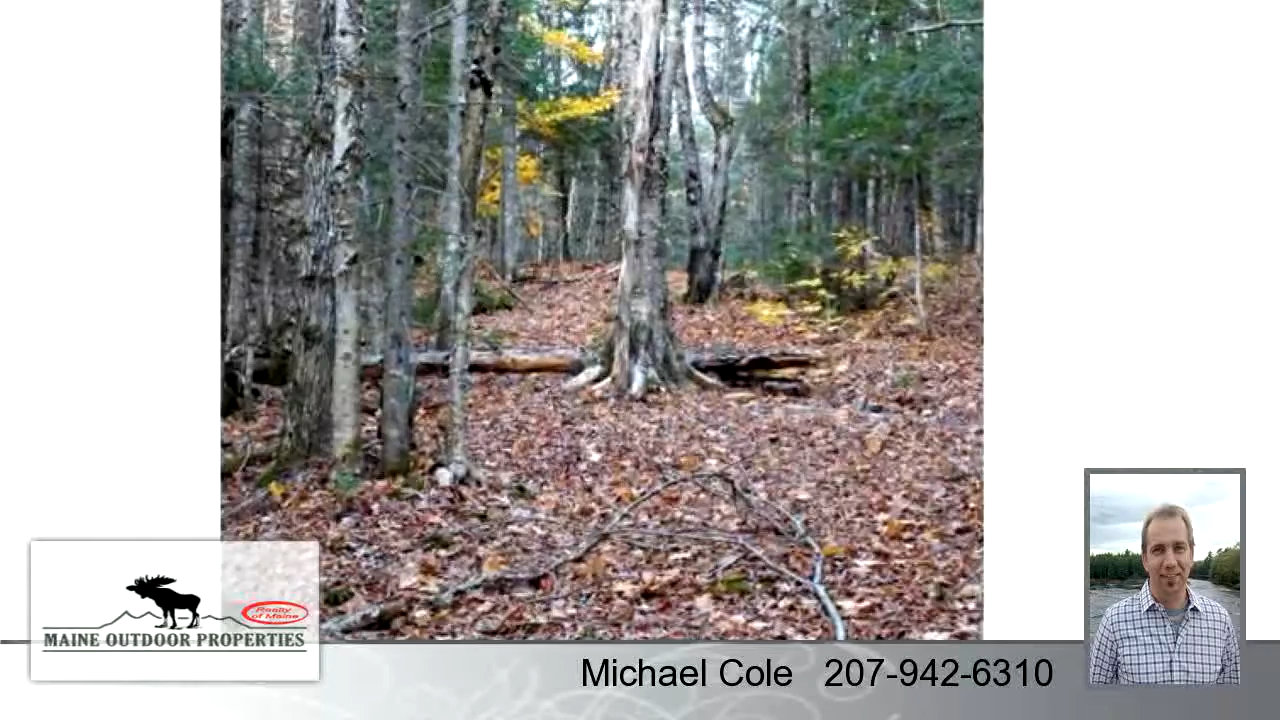 Realty
of Maine
MAINE OUTDOOR PROPERTIES
Michael Cole 207-942-6310